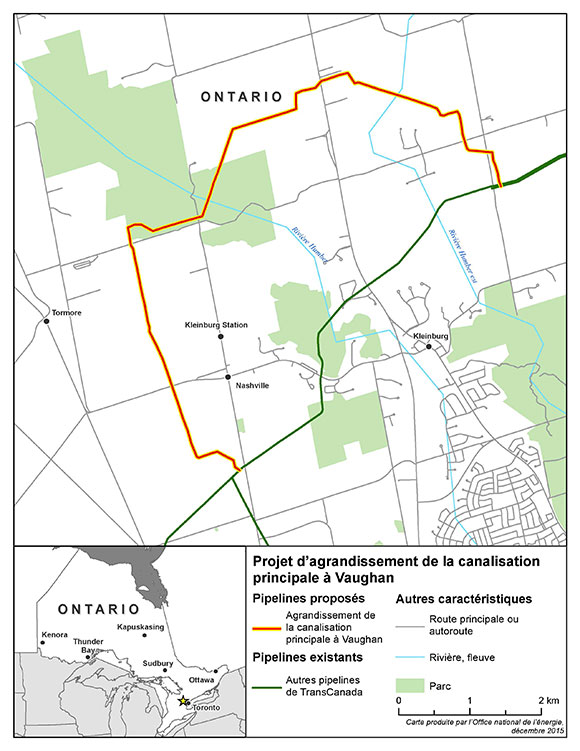 ONTARIO
Rivière Humber
Rivière Humber est
Tormore
Kleinburg Station
Kleinburg
Nashville
ONTARIO
Kenora
Kapuskasing
Thunder
Bay
Sudbury
Ottawa
Toronto
Projet d'agrandissement de la canalisation
principale à Vaughan
Pipelines proposés
Agrandissement de
la canalisation
principale à Vaughan
Pipelines existants
Autres pipelines
de TransCanada
Autres caractéristiques
Route principale ou
autoroute
Rivière, fleuve
Parc
0 1 2 km
Carte produite par l'Office national de l'énergie,
décembre 2015